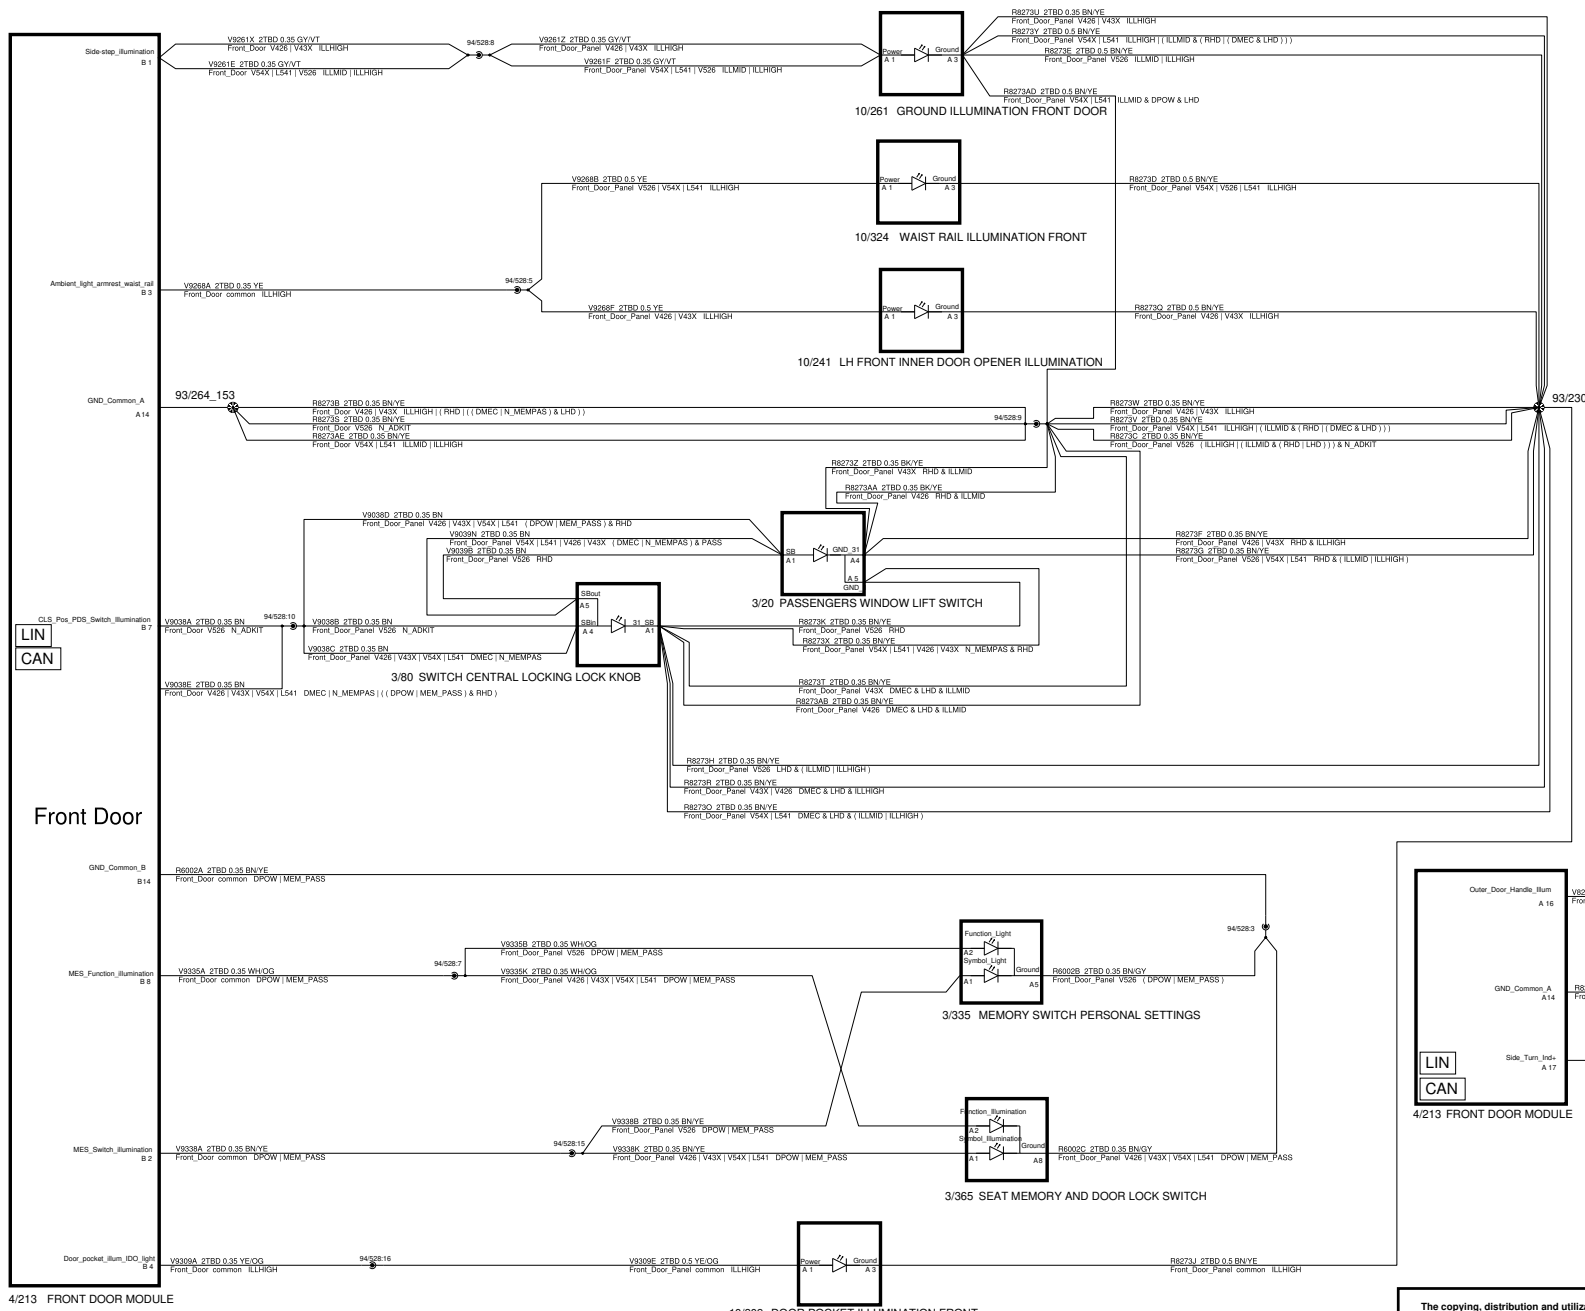 Side-step_illumination
B 1
V9261X 2TBD 0.35 GY/VT
Front_Door V426 | V43X ILLHIGH
V9261E 2TBD 0.35 GY/VT
Front_Door V54X | L541 | V526 ILLMID | ILLHIGH
94/528:8
V9261Z 2TBD 0.35 GY/VT
Front_Door_Panel V426 | V43X ILLHIGH
V9261F 2TBD 0.35 GY/VT
Front_Door_Panel V54X | L541 | V526 ILLMID | ILLHIGH
Power
A 1
Ground
A 3
10/261 GROUND ILLUMINATION FRONT DOOR
R8273U 2TBD 0.35 BN/YE
Front_Door_Panel V426 | V43X ILLHIGH
R8273Y 2TBD 0.5 BN/YE
Front_Door_Panel V54X | L541 ILLHIGH | ( ILLMID & ( RHD | ( DMEC & LHD ) ) )
R8273E 2TBD 0.5 BN/YE
Front_Door_Panel V526 ILLMID | ILLHIGH
R8273AD 2TBD 0.5 BN/YE
Front_Door_Panel V54X | L541 ILLMID & DPOW & LHD
V9268B 2TBD 0.5 YE
Front_Door_Panel V526 | V54X | L541 ILLHIGH
Power
A 1
Ground
A 3
R8273D 2TBD 0.5 BN/YE
Front_Door_Panel V54X | V526 | L541 ILLHIGH
10/324 WAIST RAIL ILLUMINATION FRONT
Ambient_light_armrest_waist_rail
B 3
V9268A 2TBD 0.35 YE
Front_Door common ILLHIGH
94/528:5
V9268F 2TBD 0.5 YE
Front_Door_Panel V426 | V43X ILLHIGH
Power
A 1
Ground
A 3
R8273Q 2TBD 0.5 BN/YE
Front_Door_Panel V426 | V43X ILLHIGH
10/241 LH FRONT INNER DOOR OPENER ILLUMINATION
GND_Common_A
A14
93/264_153
R8273B 2TBD 0.35 BN/YE
Front_Door V426 | V43X ILLHIGH | ( RHD | ( ( DMEC | N_MEMPAS ) & LHD ) )
R8273S 2TBD 0.35 BN/YE
Front_Door V526 N_ADKIT
R8273AE 2TBD 0.35 BN/YE
Front_Door V54X | L541 ILLMID | ILLHIGH
94/528:9
R8273W 2TBD 0.35 BN/YE
Front_Door_Panel V426 | V43X ILLHIGH
R8273V 2TBD 0.35 BN/YE
Front_Door_Panel V54X | L541 ILLHIGH | ( ILLMID & ( RHD | ( DMEC & LHD ) ) )
R8273C 2TBD 0.35 BN/YE
Front_Door_Panel V526 ( ILLHIGH | ( ILLMID & ( RHD | LHD ) ) ) & N_ADKIT
93/230
R8273Z 2TBD 0.35 BK/YE
Front_Door_Panel V43X RHD & ILLMID
R8273AA 2TBD 0.35 BK/YE
Front_Door_Panel V426 RHD & ILLMID
V9038D 2TBD 0.35 BN
Front_Door_Panel V426 | V43X | V54X | L541 ( DPOW | MEM_PASS ) & RHD
V9039N 2TBD 0.35 BN
Front_Door_Panel V54X | L541 | V426 | V43X ( DMEC | N_MEMPAS ) & PASS
V9039B 2TBD 0.35 BN
Front_Door_Panel V526 RHD
SB
A 1
GND_31
A 4
A 5
GND_
R8273F 2TBD 0.35 BN/YE
Front_Door_Panel V426 | V43X RHD & ILLHIGH
R8273G 2TBD 0.35 BN/YE
Front_Door_Panel V526 | V54X | L541 RHD & ( ILLMID | ILLHIGH )
3/20 PASSENGERS WINDOW LIFT SWITCH
LIN
CAN
CLS_Pos_PDS_Switch_Illumination
B 7
V9038A 2TBD 0.35 BN
Front_Door V526 N_ADKIT
94/528:10
V9038B 2TBD 0.35 BN
Front_Door_Panel V526 N_ADKIT
V9038C 2TBD 0.35 BN
Front_Door_Panel V426 | V43X | V54X | L541 DMEC | N_MEMPAS
SBout
A 5
SBin
A 4
31_SB
A1
R8273K 2TBD 0.35 BN/YE
Front_Door_Panel V526 RHD
R8273X 2TBD 0.35 BN/YE
Front_Door_Panel V54X | L541 | V426 | V43X N_MEMPAS & RHD
3/80 SWITCH CENTRAL LOCKING LOCK KNOB
V9038E 2TBD 0.35 BN
Front_Door V426 | V43X | V54X | L541 DMEC | N_MEMPAS | ( ( DPOW | MEM_PASS ) & RHD )
R8273T 2TBD 0.35 BN/YE
Front_Door_Panel V43X DMEC & LHD & ILLMID
R8273AB 2TBD 0.35 BN/YE
Front_Door_Panel V426 DMEC & LHD & ILLMID
R8273H 2TBD 0.35 BN/YE
Front_Door_Panel V526 LHD & ( ILLMID | ILLHIGH )
R8273R 2TBD 0.35 BN/YE
Front_Door_Panel V43X | V426 DMEC & LHD & ILLHIGH
R8273O 2TBD 0.35 BN/YE
Front_Door_Panel V54X | L541 DMEC & LHD & ( ILLMID | ILLHIGH )
Front Door
GND_Common_B
B14
R6002A 2TBD 0.35 BN/YE
Front_Door common DPOW | MEM_PASS
94/528:3
MES_Function_illumination
B 8
V9335A 2TBD 0.35 WH/OG
Front_Door common DPOW | MEM_PASS
94/528:7
V9335B 2TBD 0.35 WH/OG
Front_Door_Panel V526 DPOW | MEM_PASS
V9335K 2TBD 0.35 WH/OG
Front_Door_Panel V426 | V43X | V54X | L541 DPOW | MEM_PASS
Function_Light
A2
Symbol_Light
A1
Ground
A5
R6002B 2TBD 0.35 BN/GY
Front_Door_Panel V526 ( DPOW | MEM_PASS )
3/335 MEMORY SWITCH PERSONAL SETTINGS
MES_Switch_illumination
B 2
V9338A 2TBD 0.35 BN/YE
Front_Door common DPOW | MEM_PASS
94/528:15
V9338B 2TBD 0.35 BN/YE
Front_Door_Panel V526 DPOW | MEM_PASS
V9338K 2TBD 0.35 BN/YE
Front_Door_Panel V426 | V43X | V54X | L541 DPOW | MEM_PASS
Function_Illumination
A2
Symbol_Illumination
A1
Ground
A8
R6002C 2TBD 0.35 BN/GY
Front_Door_Panel V426 | V43X | V54X | L541 DPOW | MEM_PASS
3/365 SEAT MEMORY AND DOOR LOCK SWITCH
Door_pocket_illum_IDO_light
B 4
V9309A 2TBD 0.35 YE/OG
Front_Door common ILLHIGH
94/528:16
V9309E 2TBD 0.5 YE/OG
Front_Door_Panel common ILLHIGH
Power
A 1
Ground
A 3
R8273J 2TBD 0.5 BN/YE
Front_Door_Panel common ILLHIGH
4/213 FRONT DOOR MODULE
Outer_Door_Handle_Illum
A 16
V82
Fron
GND_Common_A
A14
Side_Turn_Ind+
A 17
LIN
CAN
4/213 FRONT DOOR MODULE
The copying, distribution and utiliza